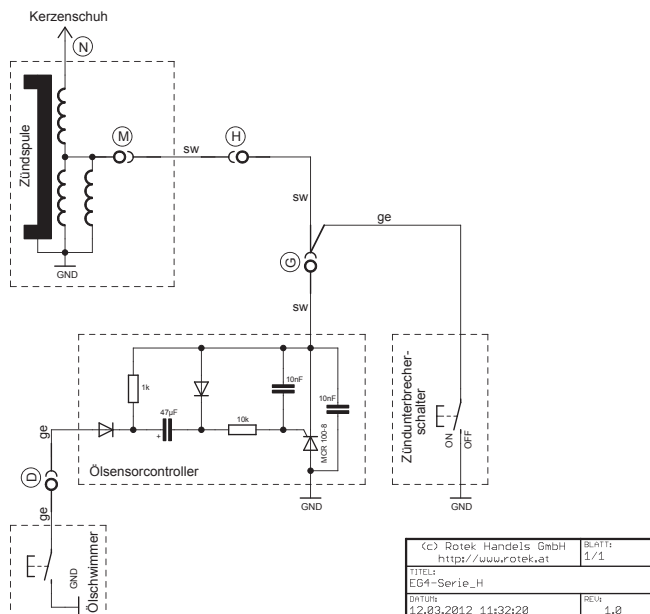 Kerzenschuh
N
Zündspule
GND
M
sw
H
sw
ge
G
sw
1k
47µF
+
10k
10nF
10nF
MCR 100-8
Ölsensorcontroller
GND
Zündunterbrecher-
schalter
ON
OFF
GND
ge
D
ge
GND
Ölschwimmer
(c) Rotek Handels GmbH
http://www.rotek.at
BLATT:
1/1
TITEL:
EG4-Serie_H
DATUM:
12.03.2012 11:32:20
REV:
1.0